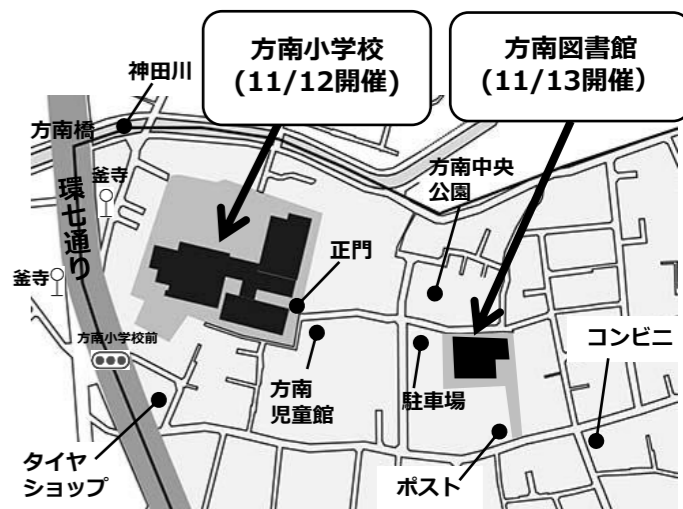 方南小学校
(11/12開催)
方南図書館
(11/13開催）
神田川
方南橋
方南中央
公園
釜寺
環七通り
正門
釜寺
方南小学校前
コンビニ
方南
児童館
駐車場
タイヤ
ショップ
ポスト